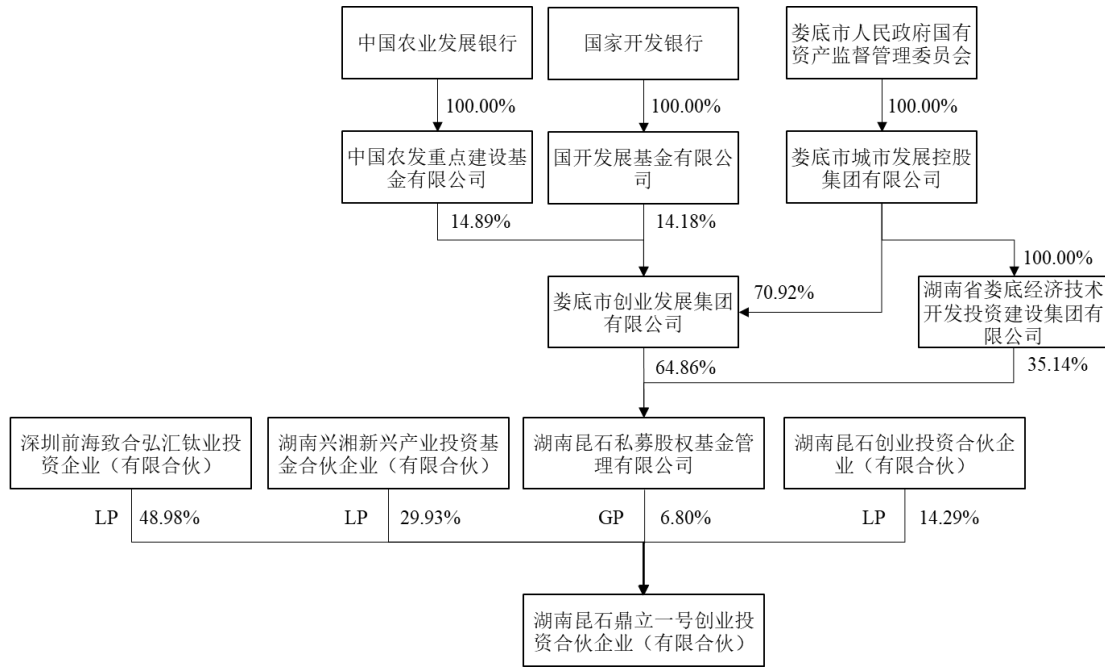 中国农业发展银行
国家开发银行
娄底市人民政府国有
资产监督管理委员会
100.00%
100.00%
100.00%
中国农发重点建设基
金有限公司
国开发展基金有限公
司
娄底市城市发展控股
集团有限公司
14.89%
14.18%
100.00%
娄底市创业发展集团
有限公司
70.92%
湖南省娄底经济技术
开发投资建设集团有
限公司
64.86%
35.14%
深圳前海致合弘汇钛业投
资企业（有限合伙）
湖南兴湘新兴产业投资基
金合伙企业（有限合伙）
湖南昆石私募股权基金管
理有限公司
湖南昆石创业投资合伙企
业（有限合伙）
LP 48.98%
LP 29.93%
GP 6.80%
LP 14.29%
湖南昆石鼎立一号创业投
资合伙企业（有限合伙）